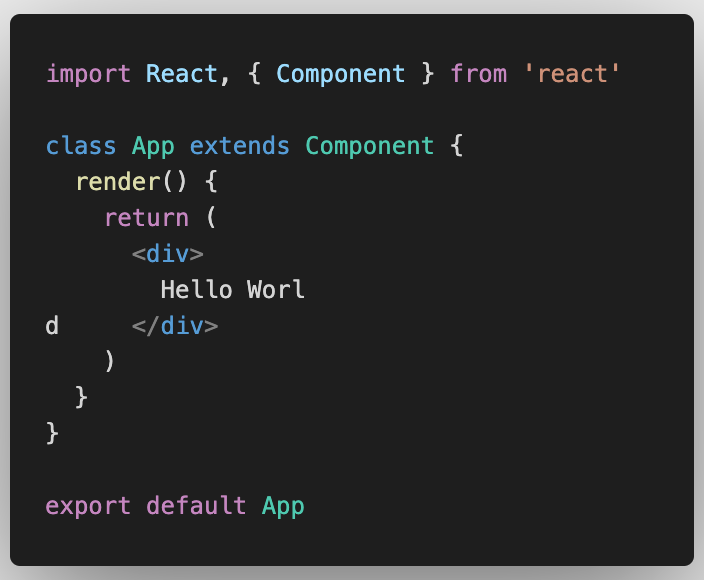 import React, { Component } from 'react'

class App extends Component {
  render() {
    return (
      <div>
        Hello Worl
d     </div>
    )
  }
}

export default App